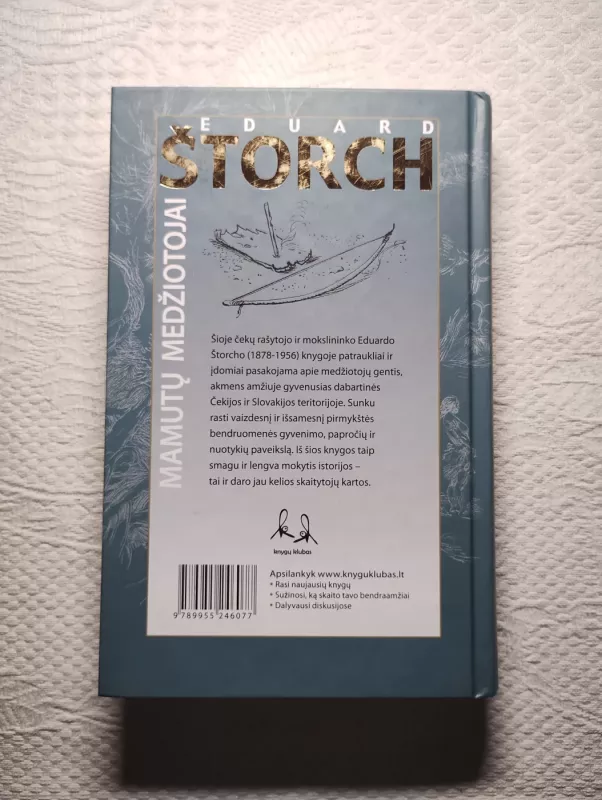 EDUARD
ŠTORCH
MAMUTŲ MEDŽIOTOJAI
Šioje čekų rašytojo ir mokslininko Eduardo
Štorcho (1878-1956) knygoje patraukliai ir
įdomiai pasakojama apie medžiotojų gentis,
akmens amžiuje gyvenusias dabartinės
Čekijos ir Slovakijos teritorijoje. Sunku
rasti vaizdesnį ir išsamesnį pirmykštės
bendruomenės gyvenimo, papročių ir
nuotykių paveikslą. Iš šios knygos taip
smagu ir lengva mokytis istorijos –
tai ir daro jau kelios skaitytojų kartos.
knygų klubas
Apsilankyk www.knyguklubas.lt
• Rasi naujausių knygų
• Sužinosi, ką skaito tavo bendraamžiai
• Dalyvausi diskusijose
9 789955 246077